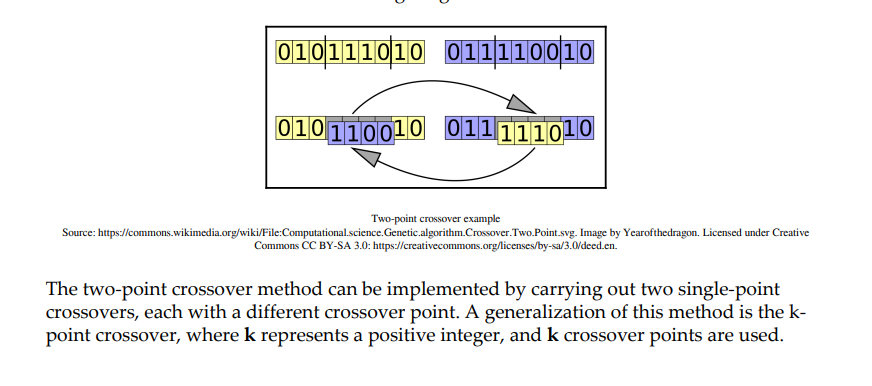 010111010 011110010
010110010 011111010
Two-point crossover example
Source: https://commons.wikimedia.org/wiki/File:Computational.science.Genetic.algorithm.Crossover.Two.Point.svg. Image by Yearofthedragon. Licensed under Creative
Commons CC BY-SA 3.0: https://creativecommons.org/licenses/by-sa/3.0/deed.en.
The two-point crossover method can be implemented by carrying out two single-point
crossovers, each with a different crossover point. A generalization of this method is the k-
point crossover, where k represents a positive integer, and k crossover points are used.